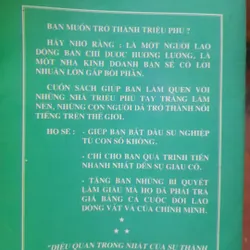 BẠN MUỐN TRỞ THÀNH TRIỆU PHÚ ?
HÃY NHỚ RẰNG : LÀ MỘT NGƯỜI LAO
ĐỘNG BẠN CHỈ ĐƯỢC HƯỞNG LƯƠNG, LÀ
MỘT NHÀ KINH DOANH BẠN SẼ CÓ LỢI
NHUẬN LỚN GẤP BỘI PHẦN.
CUỐN SÁCH GIÚP BẠN LÀM QUEN VỚI
NHỮNG NHÀ TRIỆU PHÚ TAY TRẮNG LÀM
NÊN, NHỮNG CON NGƯỜI ĐÃ TRỞ THÀNH NỔI
TIẾNG TRÊN THẾ GIỚI.
HỌ SẼ : - GIÚP BẠN BẮT ĐẦU SỰ NGHIỆP
TỪ CON SỐ KHÔNG.
- CHỈ CHO BẠN QUÁ TRÌNH TIẾN
NHANH NHẤT ĐẾN SỰ GIÀU CÓ.
- TẶNG BẠN NHỮNG BÍ QUYẾT
LÀM GIÀU MÀ HỌ ĐÃ PHẢI TRẢ
GIÁ BẰNG CẢ CUỘC ĐỜI LAO
ĐỘNG VẤT VẢ CỦA CHÍNH MÌNH.
* *
*
"ĐIỀU QUAN TRỌNG NHẤT CỦA SỰ THÀNH